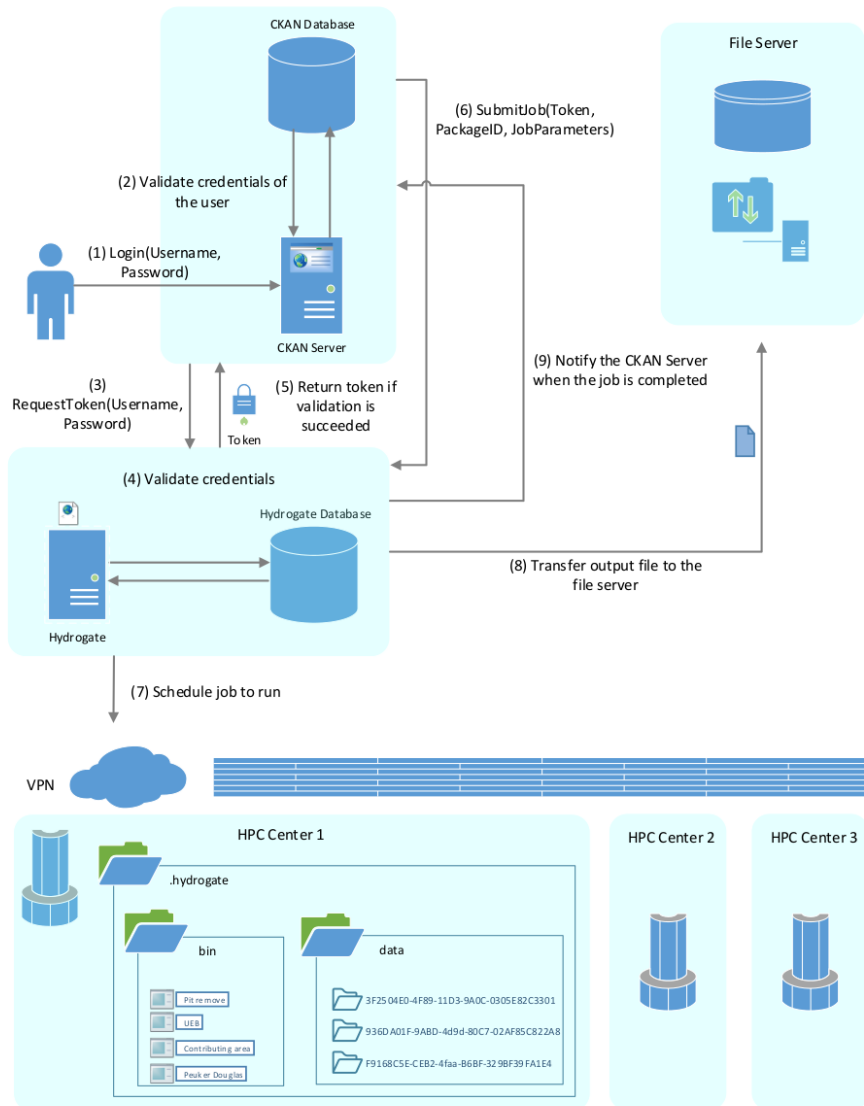 CKAN Database
File Server
(6) SubmitJob(Token,
PackageID, JobParameters)
(2) Validate credentials of
the user
(1) Login(Username,
Password)
CKAN Server
(3)
RequestToken(Username,
Password)
Token
(5) Return token if
validation is
succeeded
(9) Notify the CKAN Server
when the job is completed
(4) Validate credentials
Hydrogate Database
Hydrogate
(8) Transfer output file to the
file server
(7) Schedule job to run
VPN
HPC Center 1
HPC Center 2
HPC Center 3
.hydrogate
bin
data
Pit remove
UEB
Contributing area
Peuker Douglas
3F2504E0-4F89-11D3-9A0C-0305E82C3301
936DA01F-9ABD-4d9d-80C7-02AF85C822A8
F9168C5E-CEB2-4faa-B6BF-329BF39FA1E4